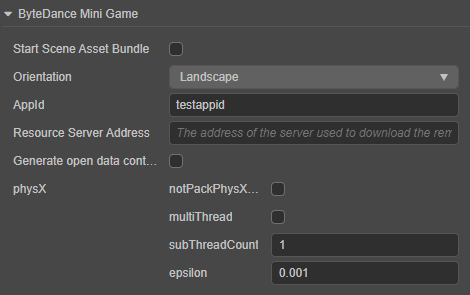 ByteDance Mini Game
Start Scene Asset Bundle
Orientation Landscape
AppId testappid
Resource Server Address The address of the server used to download the rem
Generate open data cont...
physX notPackPhysX...
multiThread
subThreadCount 1
epsilon 0.001